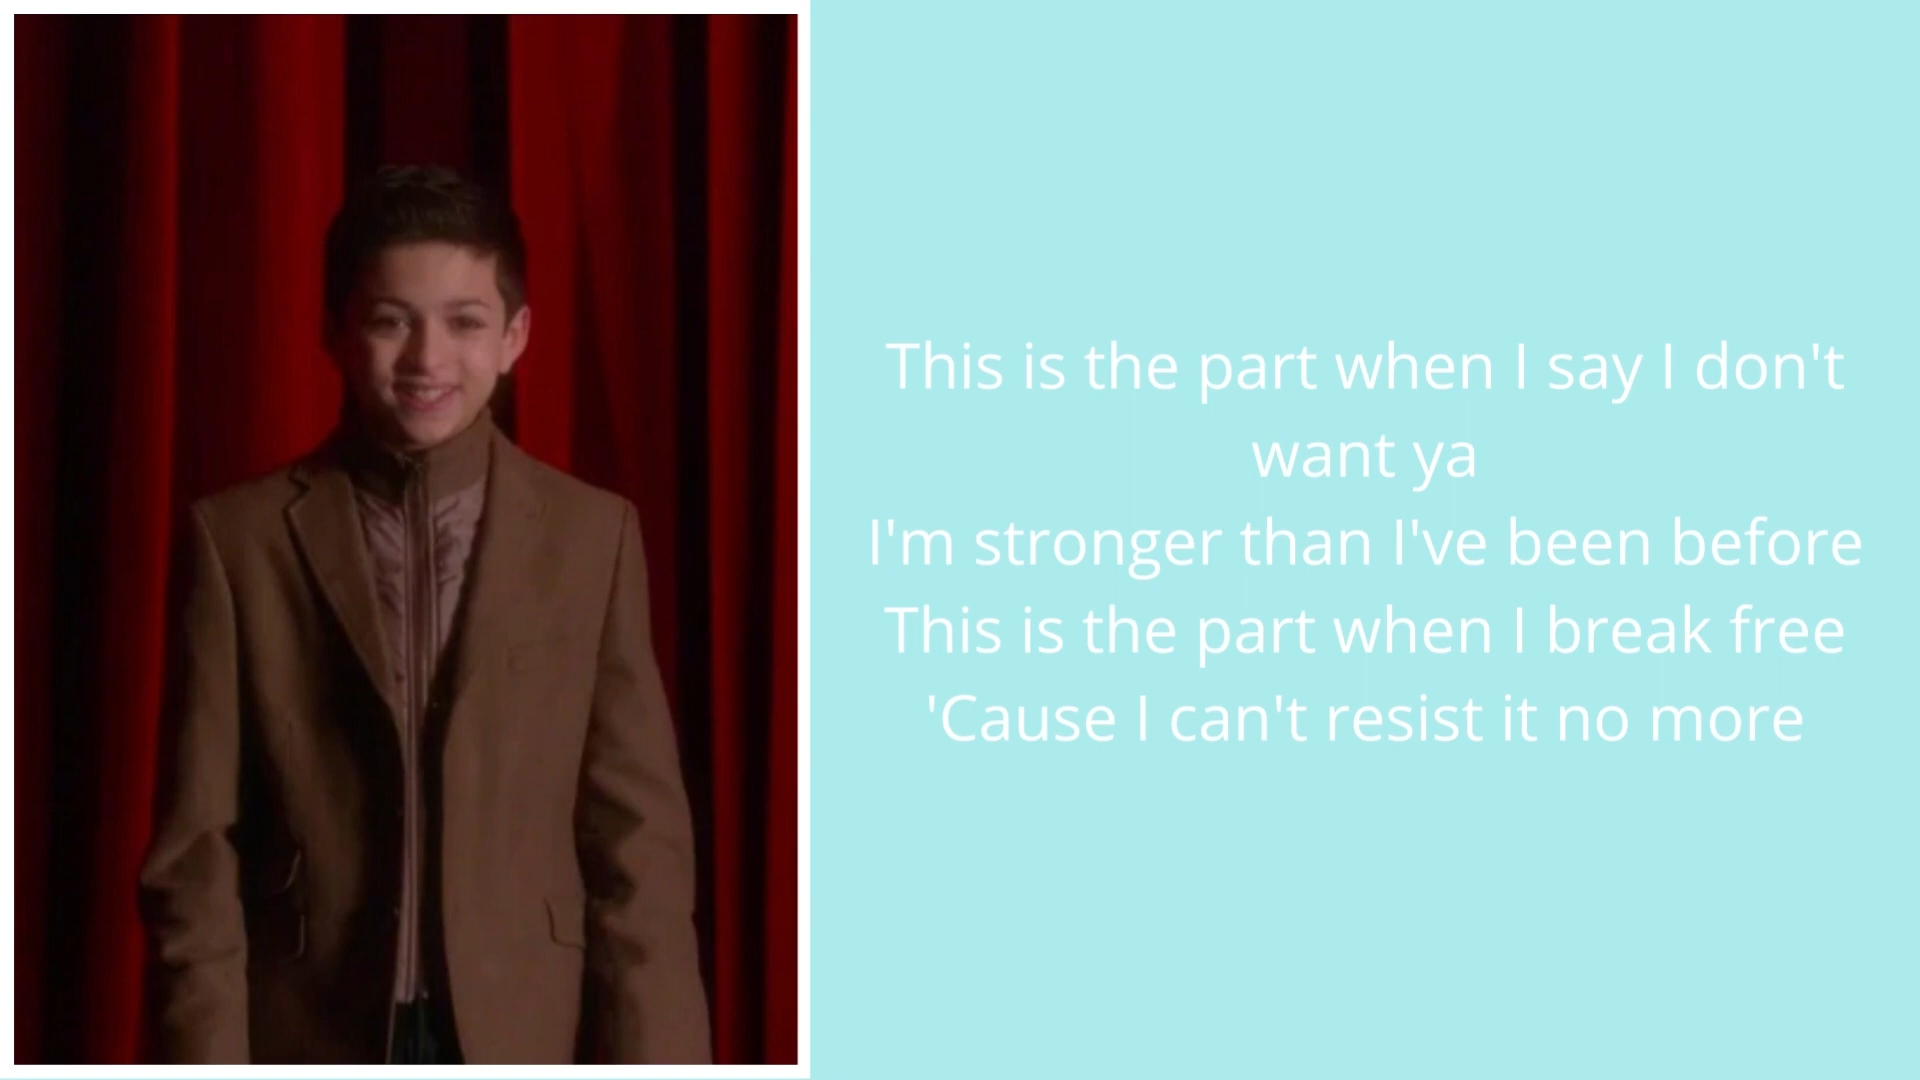 This is the part when I say I don't
want ya
I'm stronger than I've been before
This is the part when I break free
'Cause I can't resist it no more